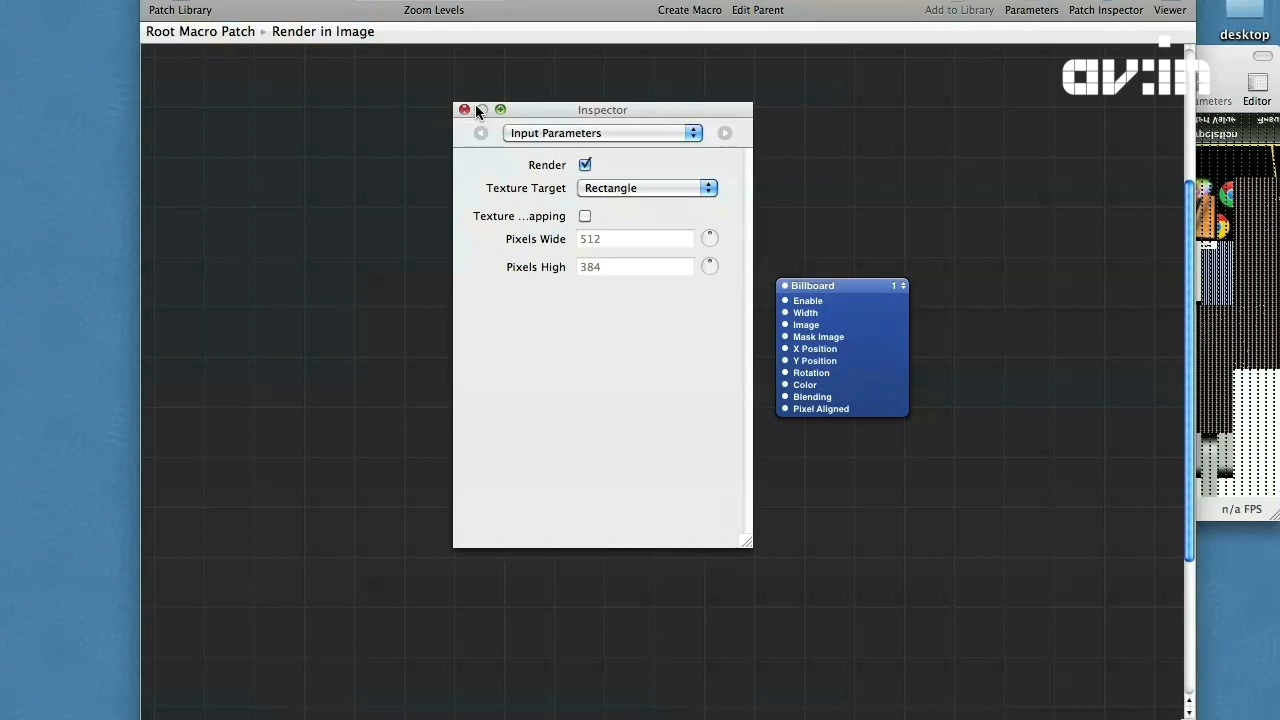 Patch Library Zoom Levels Create Macro Edit Parent Add to Library Parameters Patch Inspector Viewer
Root Macro Patch Render in Image
desktop
av:in
Inspector
Editor
Input Parameters
Render
Texture Target Rectangle
Texture ...apping
Pixels Wide 512
Pixels High 384
Billboard 1
Enable
Width
Image
Mask Image
X Position
Y Position
Rotation
Color
Blending
Pixel Aligned
n/a FPS